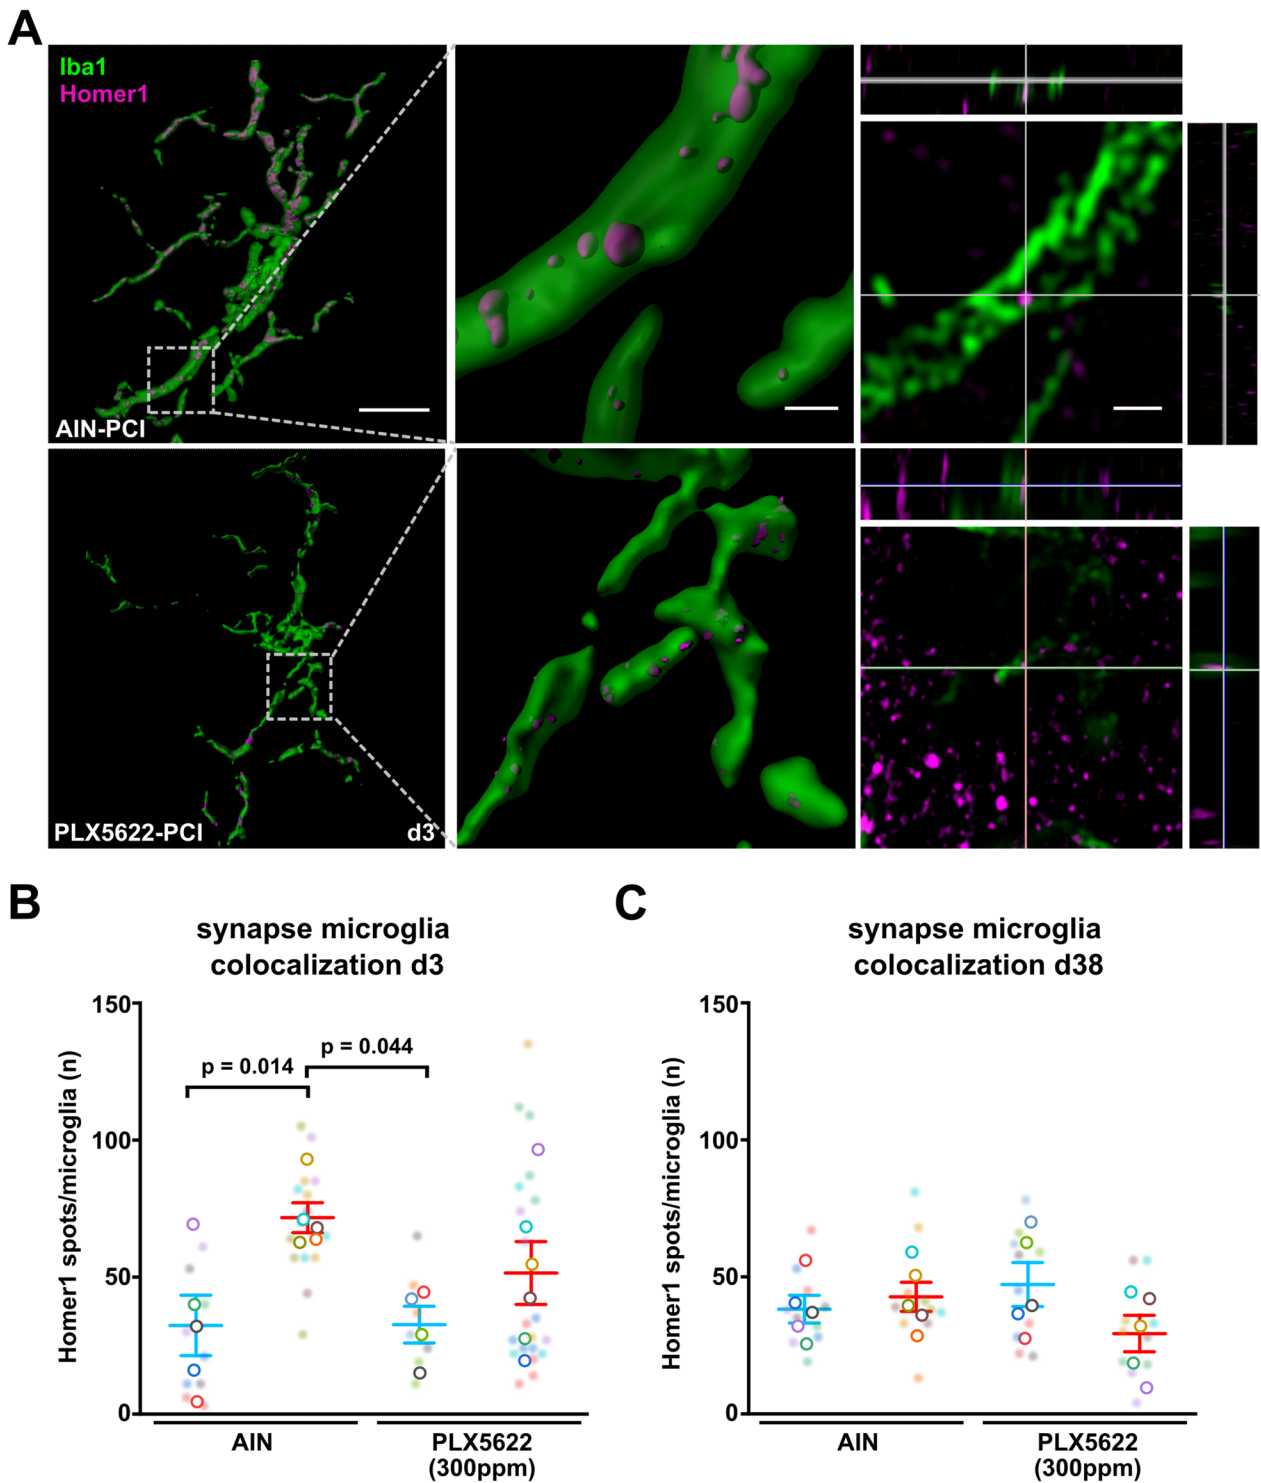 A
Iba1
Homer1
AIN-PCI
PLX5622-PCI
d3
B
synapse microglia
colocalization d3
Homer1 spots/microglia (n)
150
100
50
0
p = 0.014
p = 0.044
AIN
PLX5622
(300ppm)
C
synapse microglia
colocalization d38
Homer1 spots/microglia (n)
150
100
50
0
AIN
PLX5622
(300ppm)